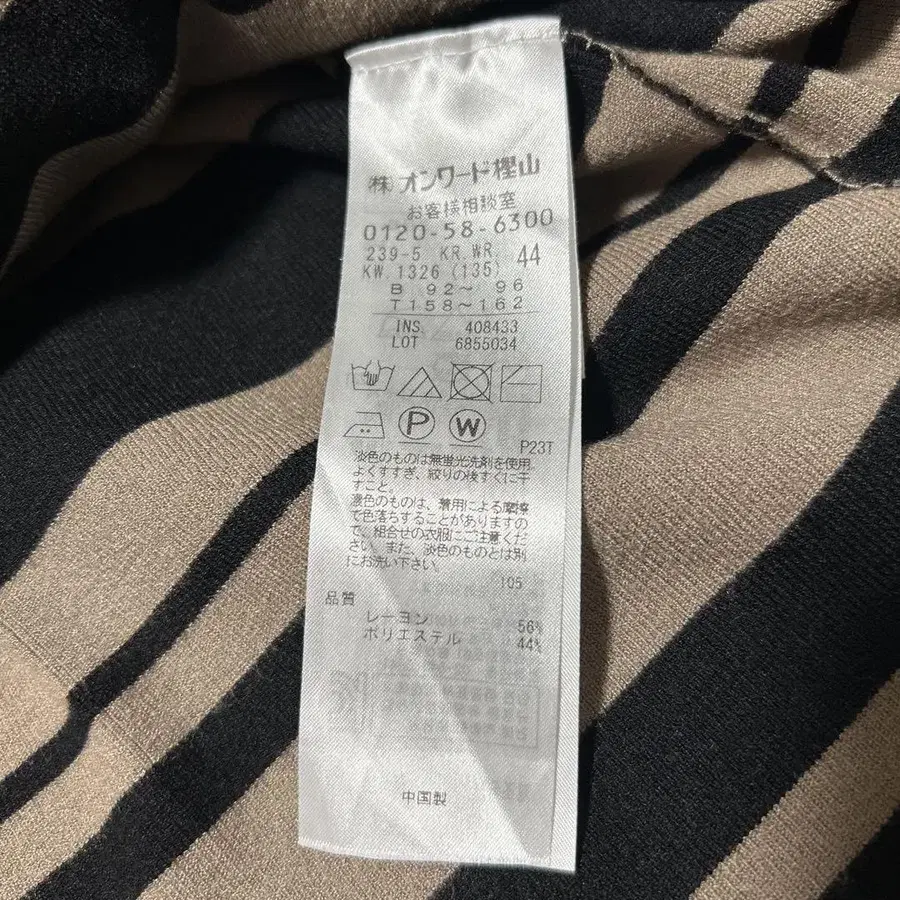 ㈱オンワード樫山
お客様相談室
0120-58-6300
239-5 KR.WR. 44
KW 1326 (135)
B 92～ 96
T158～162
INS. 408433
LOT 6855034
P W
P23T
淡色のものは無蛍光洗剤を使用、
よくすすぎ、絞りの後すぐに干
すこと。
濃色のものは、着用による摩擦
で色落ちすることがありますの
で、組合せの衣服にご注意くだ
さい。また、淡色のものとは別
にお洗い下さい。
105
品質
レーヨン 56%
ポリエステル 44%
中国製